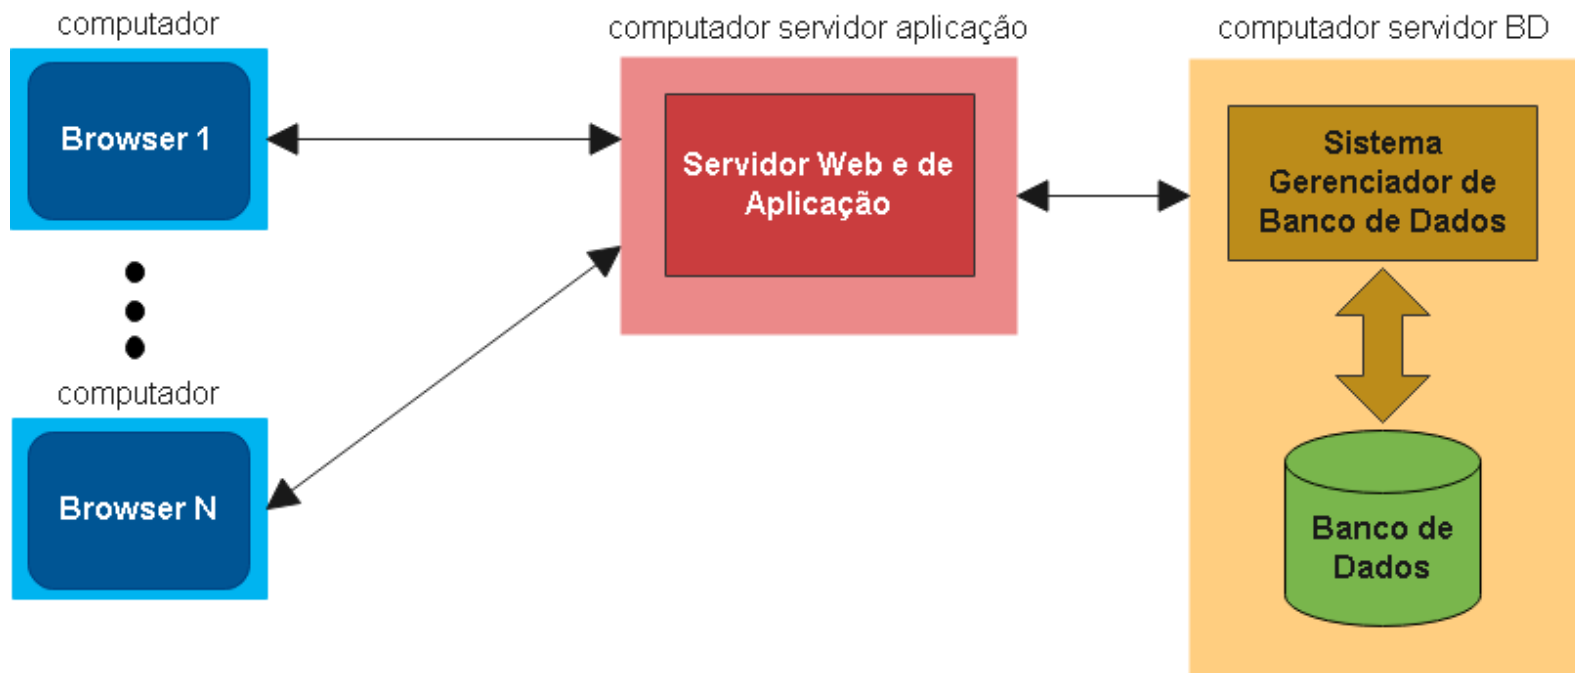 computador
Browser 1
computador
Browser N
computador servidor aplicação
Servidor Web e de
Aplicação
computador servidor BD
Sistema
Gerenciador de
Banco de Dados
Banco de
Dados